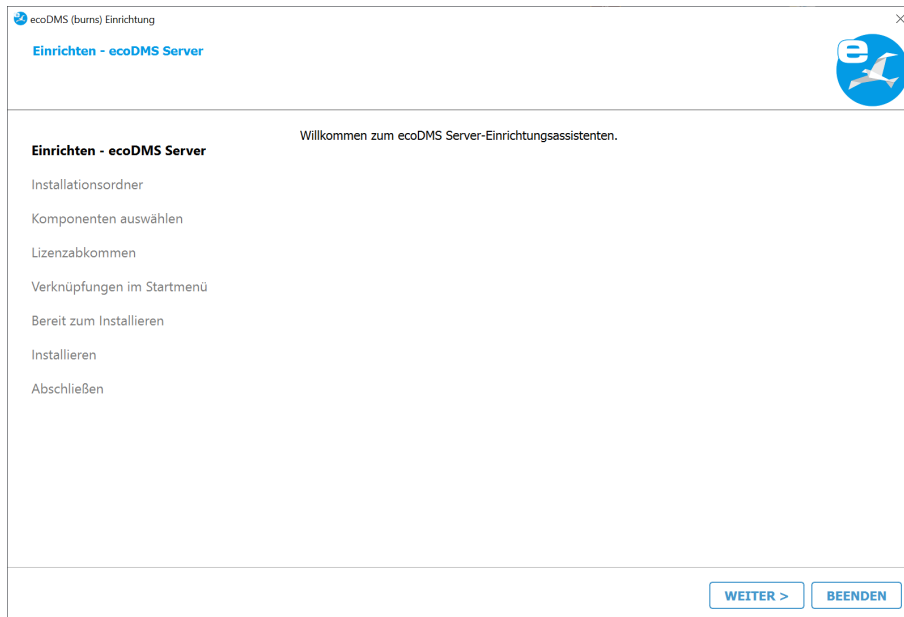 ecoDMS (burns) Einrichtung
Einrichten - ecoDMS Server
e
Willkommen zum ecoDMS Server-Einrichtungsassistenten.
Einrichten - ecoDMS Server
Installationsordner
Komponenten auswählen
Lizenzabkommen
Verknüpfungen im Startmenü
Bereit zum Installieren
Installieren
Abschließen
WEITER > BEENDEN